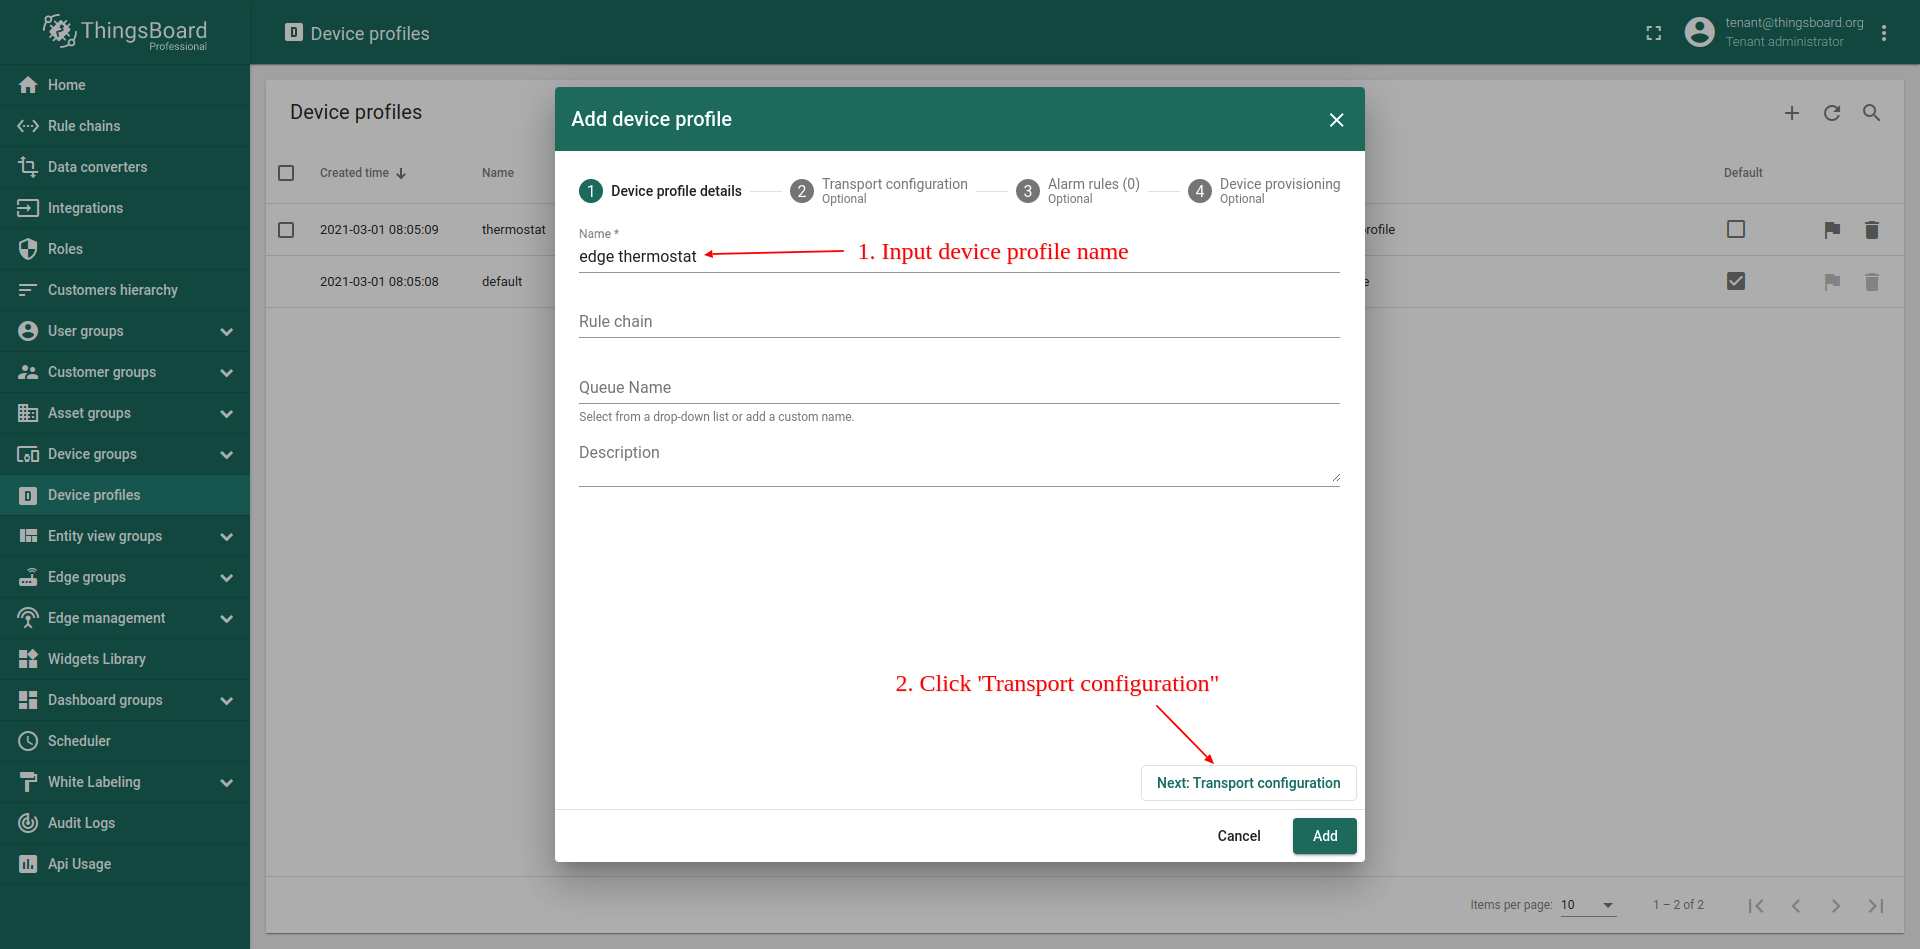 ThingsBoard
Professional
Device profiles
tenant@thingsboard.org
Tenant administrator
Home
Rule chains
Data converters
Integrations
Roles
Customers hierarchy
User groups
Customer groups
Asset groups
Device groups
Device profiles
Entity view groups
Edge groups
Edge management
Widgets Library
Dashboard groups
Scheduler
White Labeling
Audit Logs
Api Usage
Device profiles
Created time Name Default
2021-03-01 08:05:09 thermostat rofile
2021-03-01 08:05:08 default e
Add device profile
1 Device profile details
2 Transport configuration
Optional
3 Alarm rules (0)
Optional
4 Device provisioning
Optional
Name *
edge thermostat
1. Input device profile name
Rule chain
Queue Name
Select from a drop-down list or add a custom name.
Description
2. Click 'Transport configuration"
Next: Transport configuration
Cancel Add
Items per page: 10 1 – 2 of 2